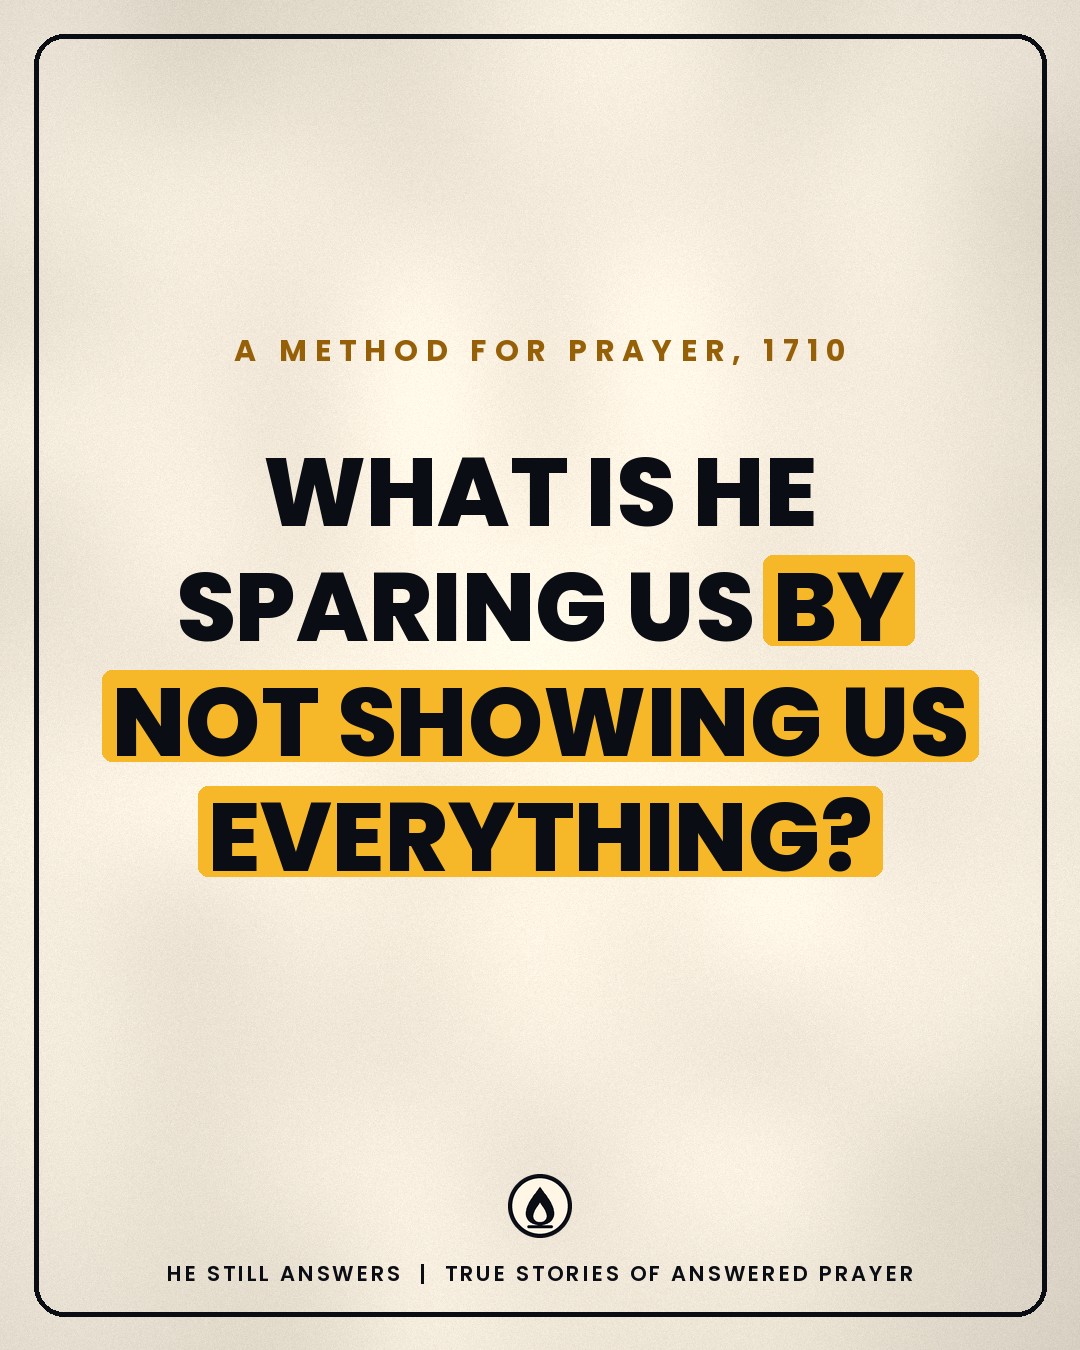 A METHOD FOR PRAYER, 1710
WHAT IS HE
SPARING US BY
NOT SHOWING US
EVERYTHING?
HE STILL ANSWERS | TRUE STORIES OF ANSWERED PRAYER